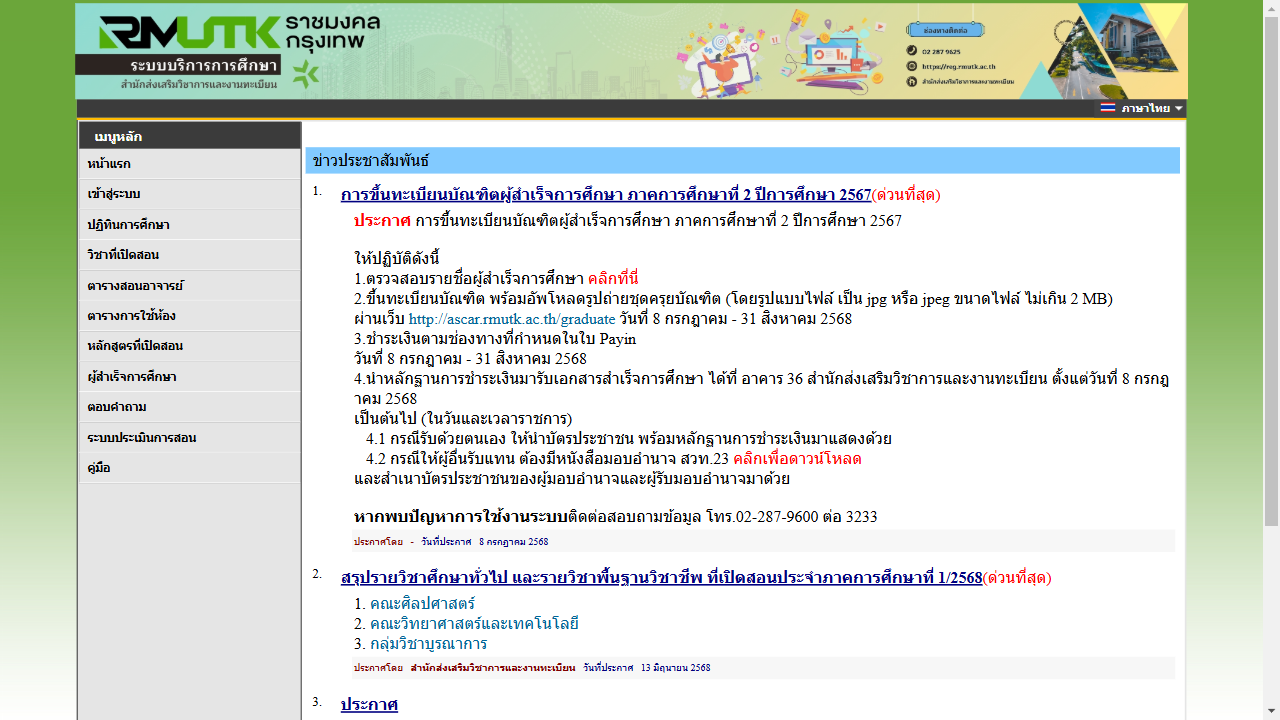 RMUTK ราชมงคล
กรุงเทพ
ระบบบริการการศึกษา
สำนักส่งเสริมวิชาการและงานทะเบียน
ช่องทางติดต่อ
02 287 9625
https://reg.rmutk.ac.th
สำนักส่งเสริมวิชาการและงานทะเบียน
ภาษาไทย
เมนูหลัก
หน้าแรก
เข้าสู่ระบบ
ปฏิทินการศึกษา
วิชาที่เปิดสอน
ตารางสอนอาจารย์
ตารางการใช้ห้อง
หลักสูตรที่เปิดสอน
ผู้สำเร็จการศึกษา
ตอบคำถาม
ระบบประเมินการสอน
คู่มือ
ข่าวประชาสัมพันธ์
1. การขึ้นทะเบียนบัณฑิตผู้สำเร็จการศึกษา ภาคการศึกษาที่ 2 ปีการศึกษา 2567(ด่วนที่สุด)
ประกาศ การขึ้นทะเบียนบัณฑิตผู้สำเร็จการศึกษา ภาคการศึกษาที่ 2 ปีการศึกษา 2567
ให้ปฏิบัติดังนี้
1.ตรวจสอบรายชื่อผู้สำเร็จการศึกษา คลิกที่นี่
2.ขึ้นทะเบียนบัณฑิต พร้อมอัพโหลดรูปถ่ายชุดครุยบัณฑิต (โดยรูปแบบไฟล์ เป็น jpg หรือ jpeg ขนาดไฟล์ ไม่เกิน 2 MB)
ผ่านเว็บ http://ascar.rmutk.ac.th/graduate วันที่ 8 กรกฎาคม - 31 สิงหาคม 2568
3.ชำระเงินตามช่องทางที่กำหนดในใบ Payin
วันที่ 8 กรกฎาคม - 31 สิงหาคม 2568
4.นำหลักฐานการชำระเงินมารับเอกสารสำเร็จการศึกษา ได้ที่ อาคาร 36 สำนักส่งเสริมวิชาการและงานทะเบียน ตั้งแต่วันที่ 8 กรกฎ
าคม 2568
เป็นต้นไป (ในวันและเวลาราชการ)
4.1 กรณีรับด้วยตนเอง ให้นำบัตรประชาชน พร้อมหลักฐานการชำระเงินมาแสดงด้วย
4.2 กรณีให้ผู้อื่นรับแทน ต้องมีหนังสือมอบอำนาจ สวท.23 คลิกเพื่อดาวน์โหลด
และสำเนาบัตรประชาชนของผู้มอบอำนาจและผู้รับมอบอำนาจมาด้วย
หากพบปัญหาการใช้งานระบบติดต่อสอบถามข้อมูล โทร.02-287-9600 ต่อ 3233
ประกาศโดย - วันที่ประกาศ 8 กรกฎาคม 2568
2. สรุปรายวิชาศึกษาทั่วไป และรายวิชาพื้นฐานวิชาชีพ ที่เปิดสอนประจำภาคการศึกษาที่ 1/2568(ด่วนที่สุด)
1. คณะศิลปศาสตร์
2. คณะวิทยาศาสตร์และเทคโนโลยี
3. กลุ่มวิชาบูรณาการ
ประกาศโดย สำนักส่งเสริมวิชาการและงานทะเบียน วันที่ประกาศ 13 มิถุนายน 2568
3. ประกาศ